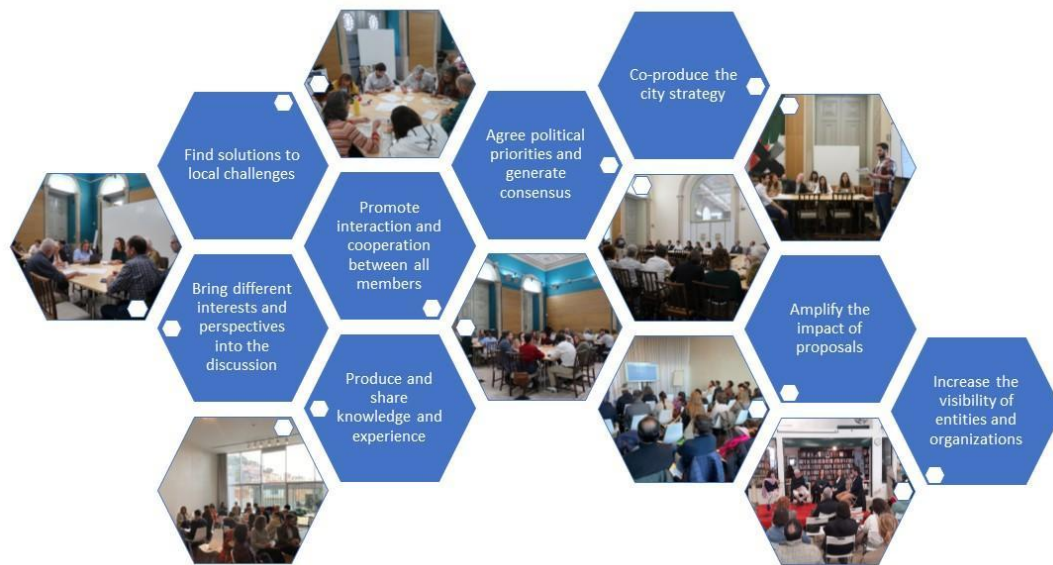 Co-produce the
city strategy
Find solutions to
local challenges
Agree political
priorities and
generate
consensus
Promote
interaction and
cooperation
between all
members
Bring different
interests and
perspectives
into the
discussion
Amplify the
impact of
proposals
Produce and
share
knowledge and
experience
Increase the
visibility of
entities and
organizations